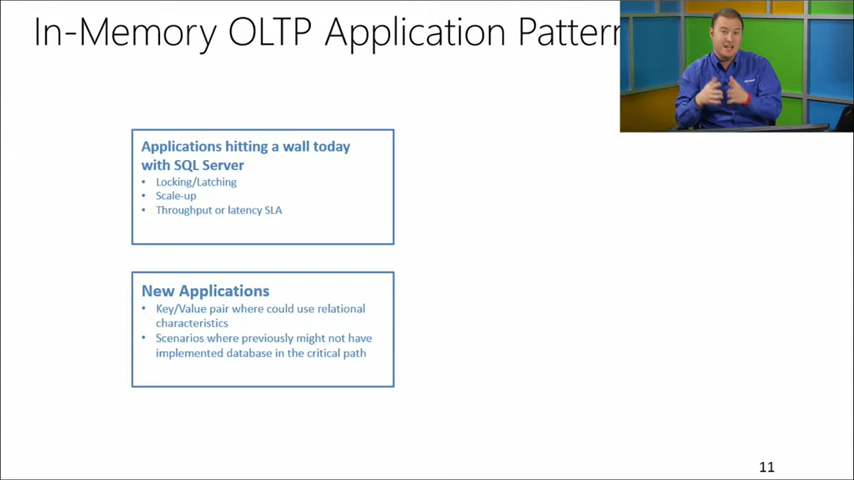 In-Memory OLTP Application Pattern
Applications hitting a wall today
with SQL Server
• Locking/Latching
• Scale-up
• Throughput or latency SLA
New Applications
• Key/Value pair where could use relational
characteristics
• Scenarios where previously might not have
implemented database in the critical path
11